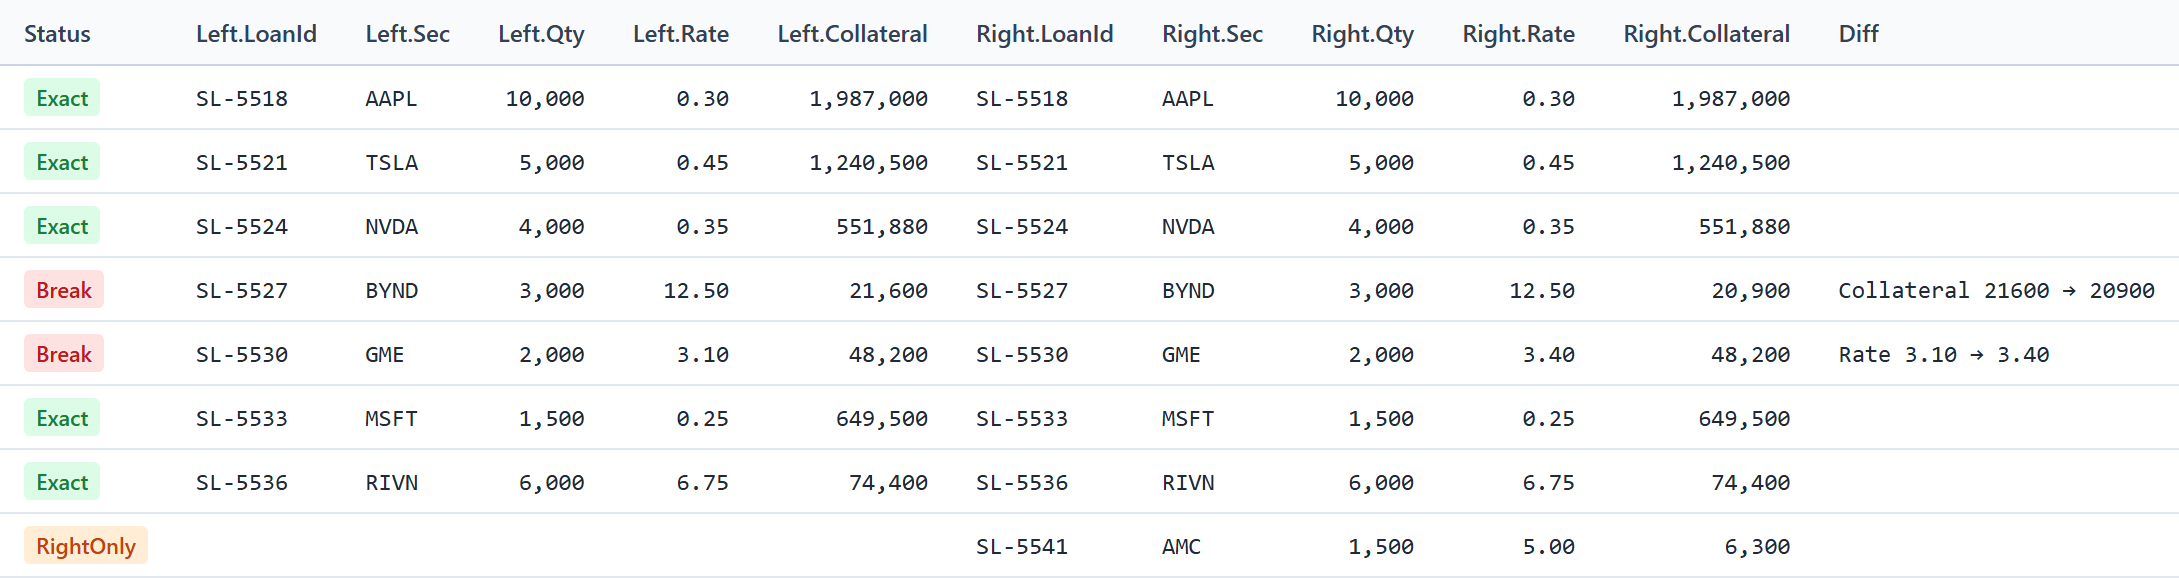 Status Left.LoanId Left.Sec Left.Qty Left.Rate Left.Collateral Right.LoanId Right.Sec Right.Qty Right.Rate Right.Collateral Diff
Exact SL-5518 AAPL 10,000 0.30 1,987,000 SL-5518 AAPL 10,000 0.30 1,987,000
Exact SL-5521 TSLA 5,000 0.45 1,240,500 SL-5521 TSLA 5,000 0.45 1,240,500
Exact SL-5524 NVDA 4,000 0.35 551,880 SL-5524 NVDA 4,000 0.35 551,880
Break SL-5527 BYND 3,000 12.50 21,600 SL-5527 BYND 3,000 12.50 20,900 Collateral 21600 → 20900
Break SL-5530 GME 2,000 3.10 48,200 SL-5530 GME 2,000 3.40 48,200 Rate 3.10 → 3.40
Exact SL-5533 MSFT 1,500 0.25 649,500 SL-5533 MSFT 1,500 0.25 649,500
Exact SL-5536 RIVN 6,000 6.75 74,400 SL-5536 RIVN 6,000 6.75 74,400
RightOnly SL-5541 AMC 1,500 5.00 6,300